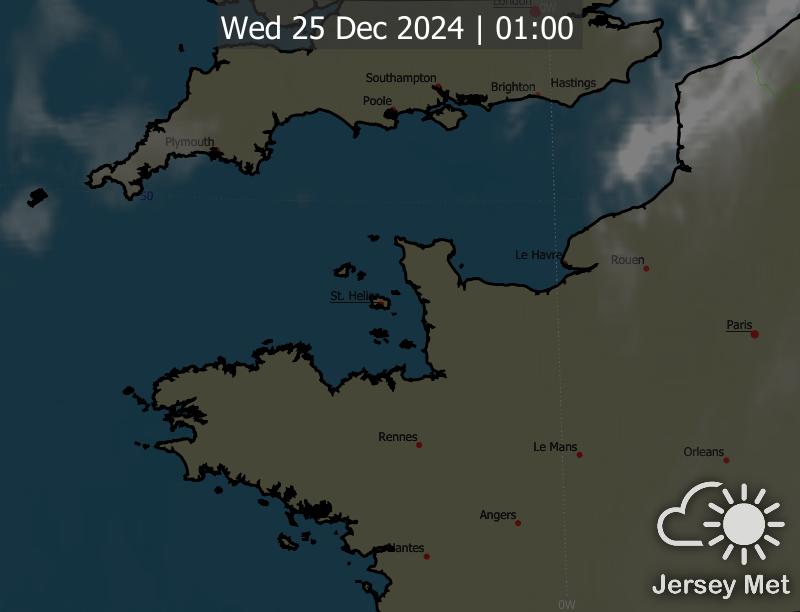 London
0W
Wed 25 Dec 2024 | 01:00
Southampton
Brighton
Hastings
Poole
Plymouth
50
Le Havre
Rouen
St. Helier
Paris
Rennes
Le Mans
Orleans
Angers
Nantes
Jersey Met
0W